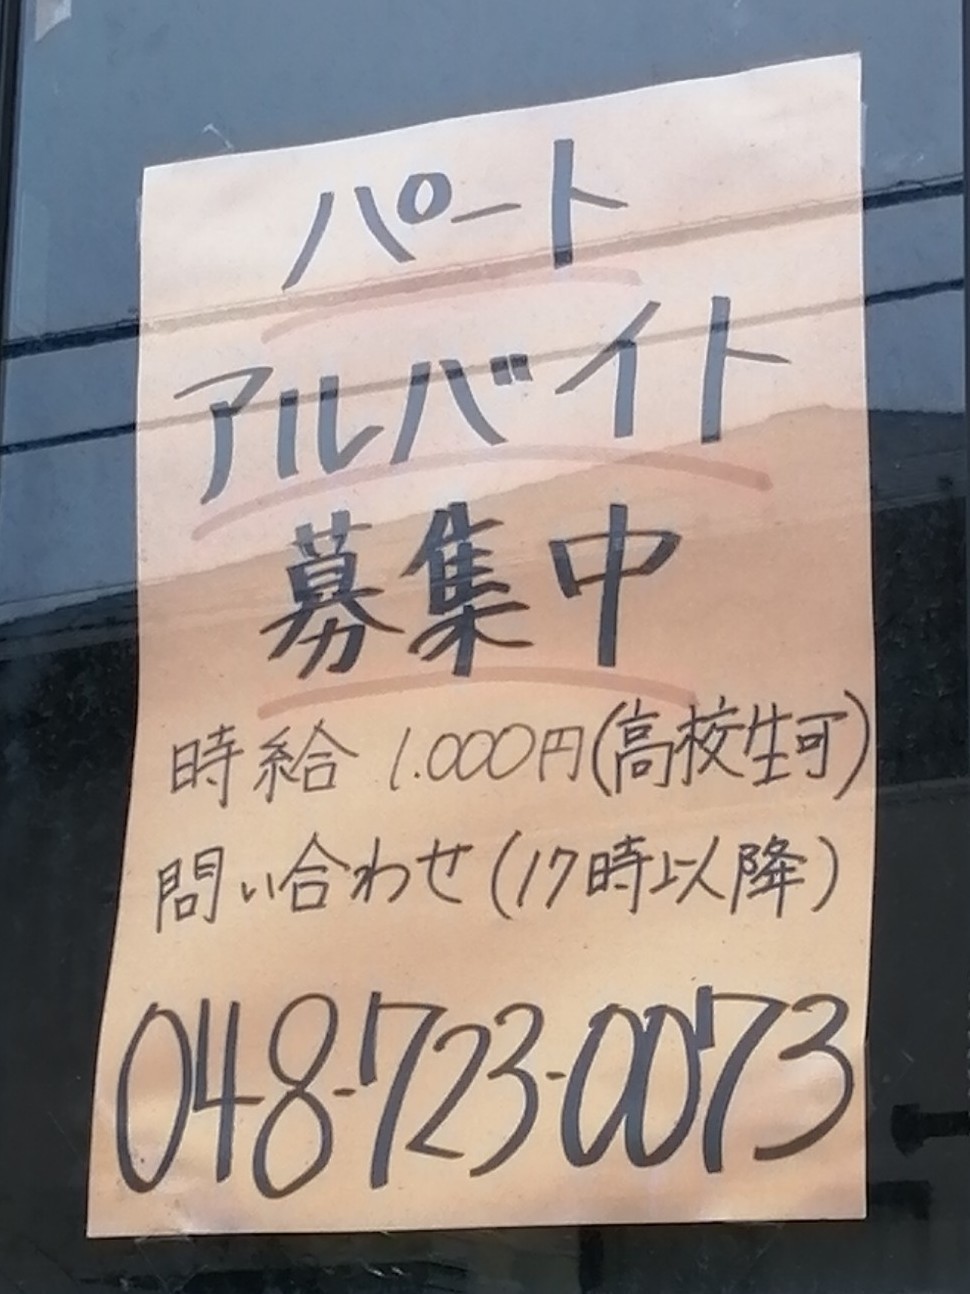 パート
アルバイト
募集中
時給 1.000円(高校生可)
問い合わせ(17時以降)
048-723-0073